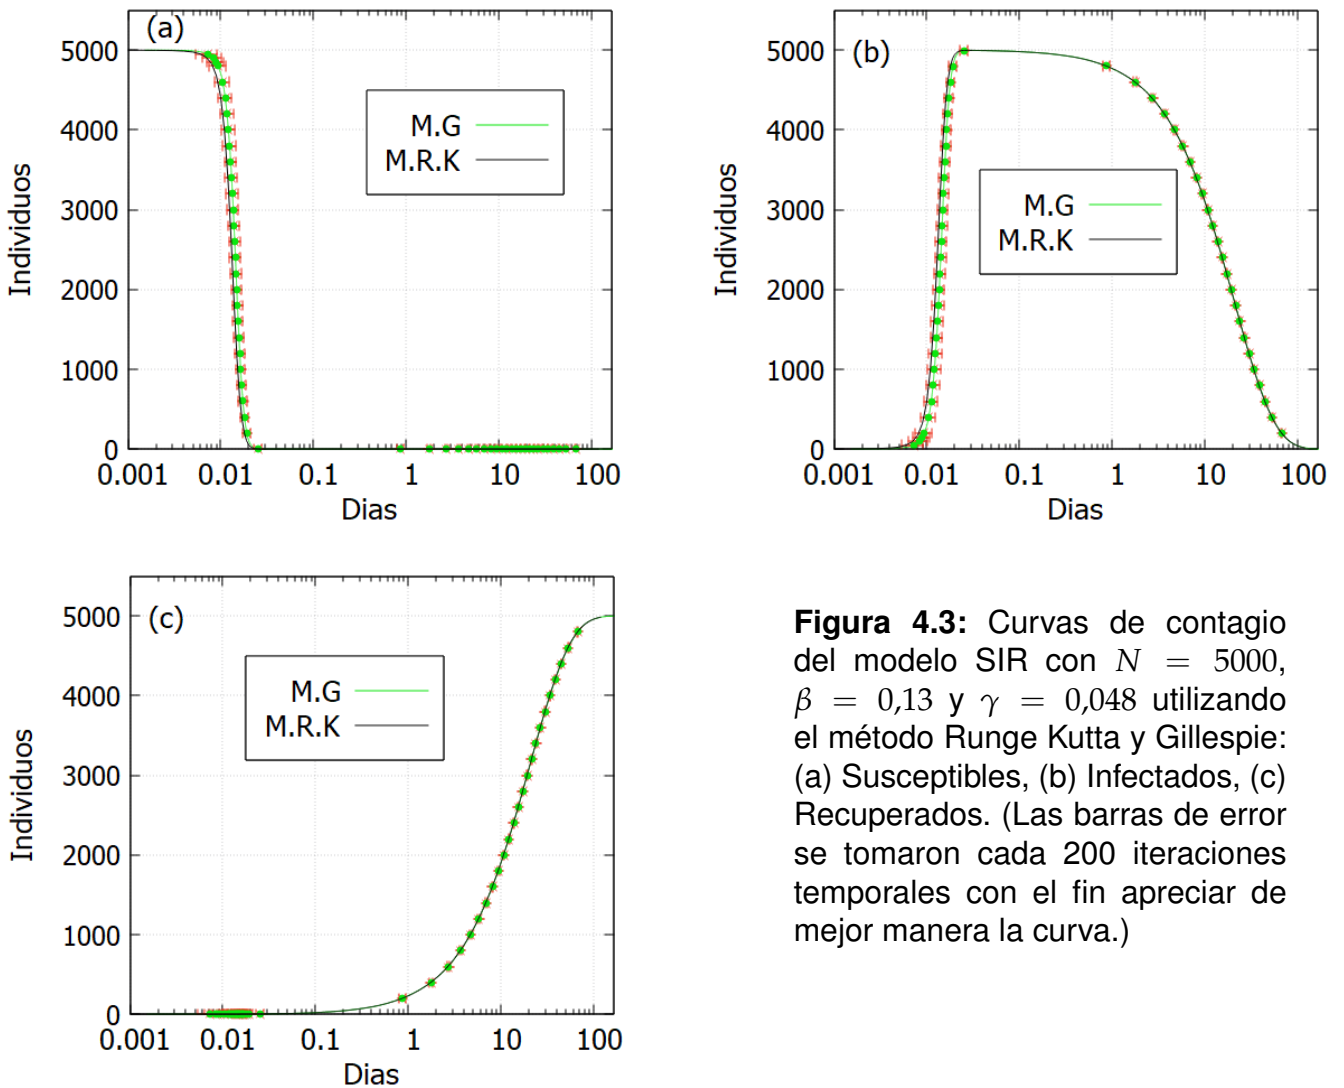 (a)
5000
4000
3000
2000
1000
0
Individuos
M.G
M.R.K
0.001 0.01 0.1 1 10 100
Dias
(b)
5000
4000
3000
2000
1000
0
Individuos
M.G
M.R.K
0.001 0.01 0.1 1 10 100
Dias
(c)
5000
4000
3000
2000
1000
0
Individuos
M.G
M.R.K
0.001 0.01 0.1 1 10 100
Dias
Figura 4.3: Curvas de contagio
del modelo SIR con N = 5000,
β = 0,13 y γ = 0,048 utilizando
el método Runge Kutta y Gillespie:
(a) Susceptibles, (b) Infectados, (c)
Recuperados. (Las barras de error
se tomaron cada 200 iteraciones
temporales con el fin apreciar de
mejor manera la curva.)